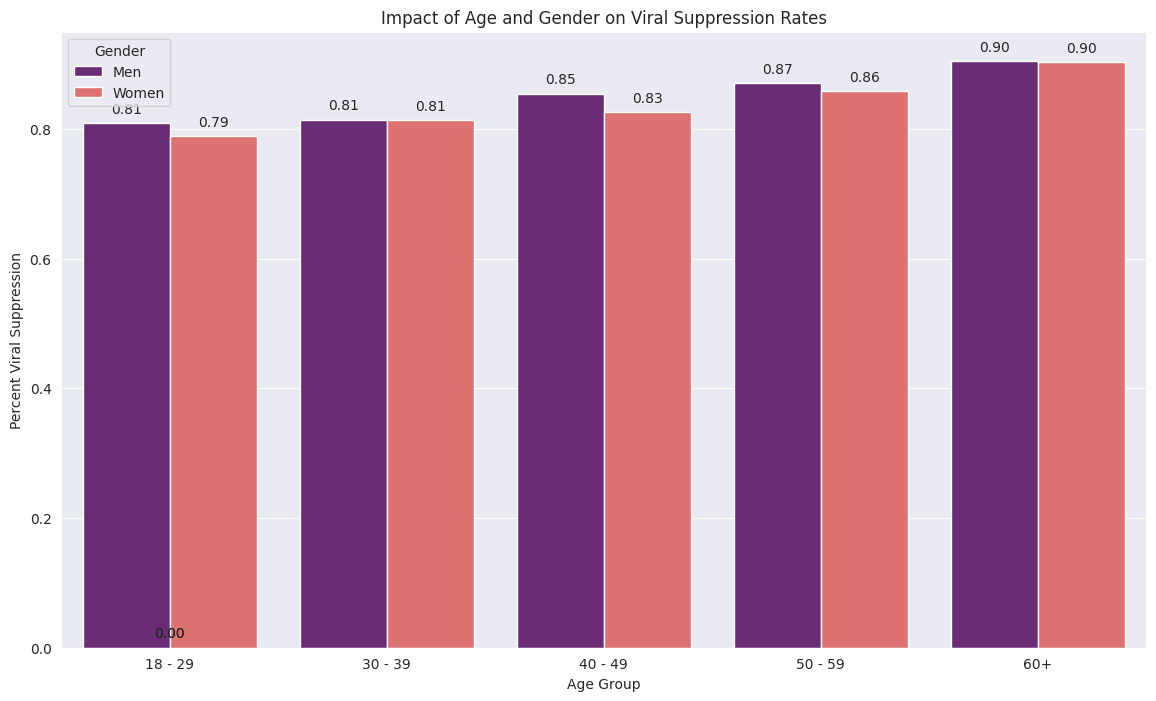 Impact of Age and Gender on Viral Suppression Rates
Gender
Men
Women
0.81
0.79
0.81
0.81
0.85
0.83
0.87
0.86
0.90
0.90
0.00
Percent Viral Suppression
0.8
0.6
0.4
0.2
0.0
18 - 29
30 - 39
40 - 49
50 - 59
60+
Age Group